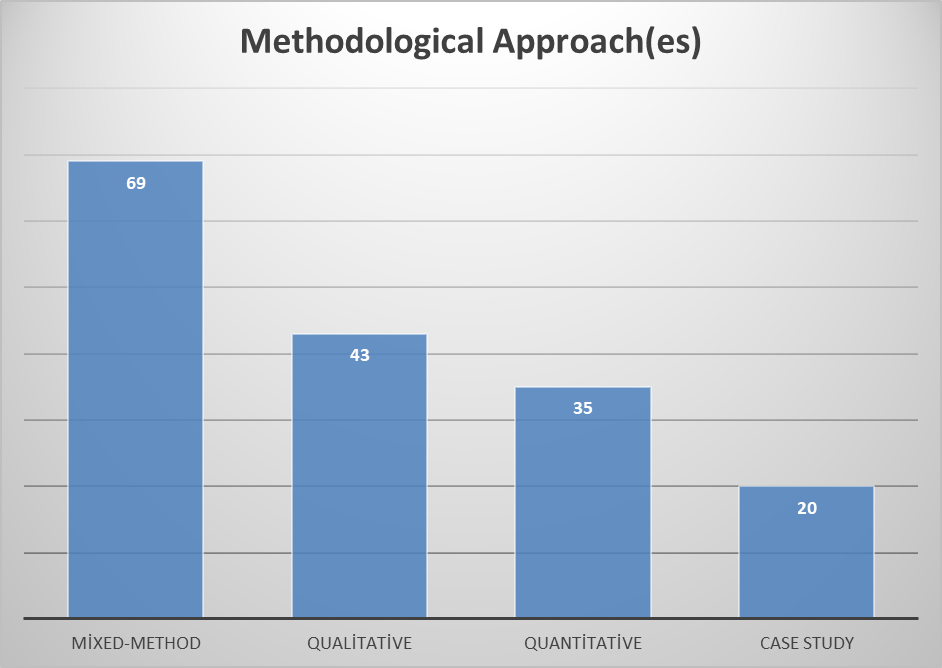 Methodological Approach(es)
69
43
35
20
MİXED-METHOD
QUALİTATİVE
QUANTİTATİVE
CASE STUDY